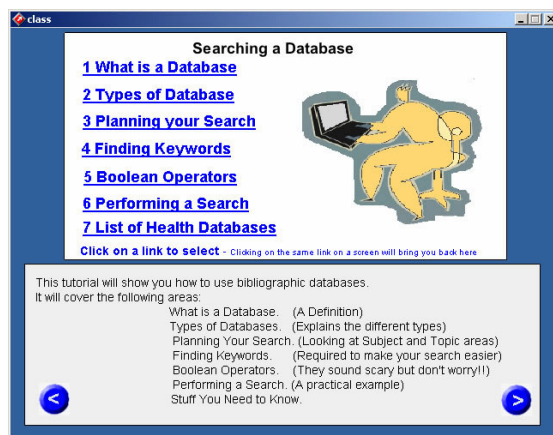 class
Searching a Database
1 What is a Database
2 Types of Database
3 Planning your Search
4 Finding Keywords
5 Boolean Operators
6 Performing a Search
7 List of Health Databases
Click on a link to select - Clicking on the same link on a screen will bring you back here
This tutorial will show you how to use bibliographic databases.
It will cover the following areas:
What is a Database. (A Definition)
Types of Databases. (Explains the different types)
Planning Your Search. (Looking at Subject and Topic areas)
Finding Keywords. (Required to make your search easier)
Boolean Operators. (They sound scary but don't worry!!)
Performing a Search. (A practical example)
Stuff You Need to Know.
< >